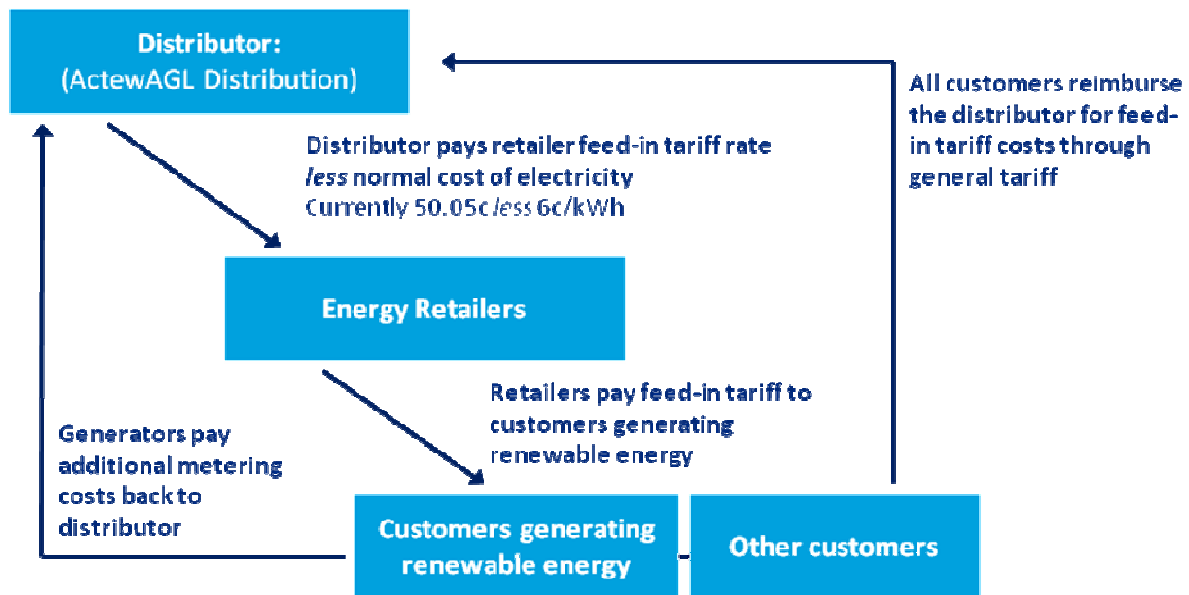 Distributor:
(ActewAGL Distribution)
All customers reimburse
the distributor for feed-
in tariff costs through
general tariff
Distributor pays retailer feed-in tariff rate
less normal cost of electricity
Currently 50.05c less 6c/kWh
Energy Retailers
Retailers pay feed-in tariff to
customers generating
renewable energy
Generators pay
additional metering
costs back to
distributor
Customers generating
renewable energy
Other customers